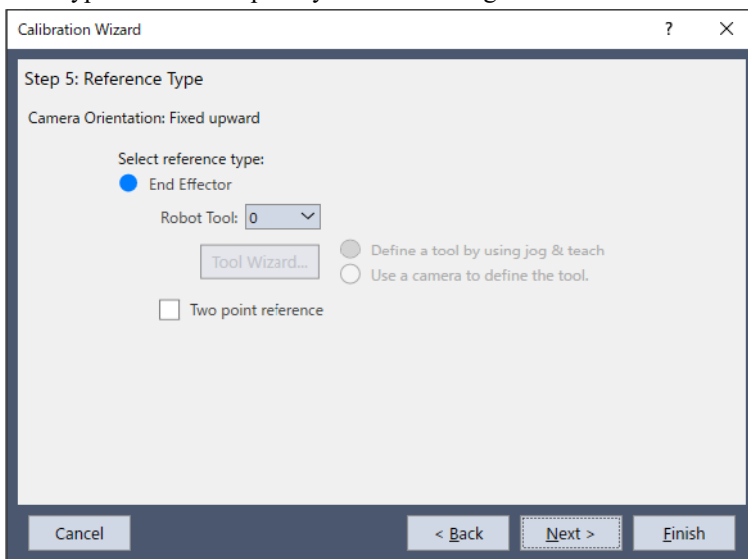 Calibration Wizard ? ×
Step 5: Reference Type
Camera Orientation: Fixed upward
Select reference type:
End Effector
Robot Tool: 0
Tool Wizard...
Define a tool by using jog & teach
Use a camera to define the tool.
Two point reference
Cancel < Back Next > Finish